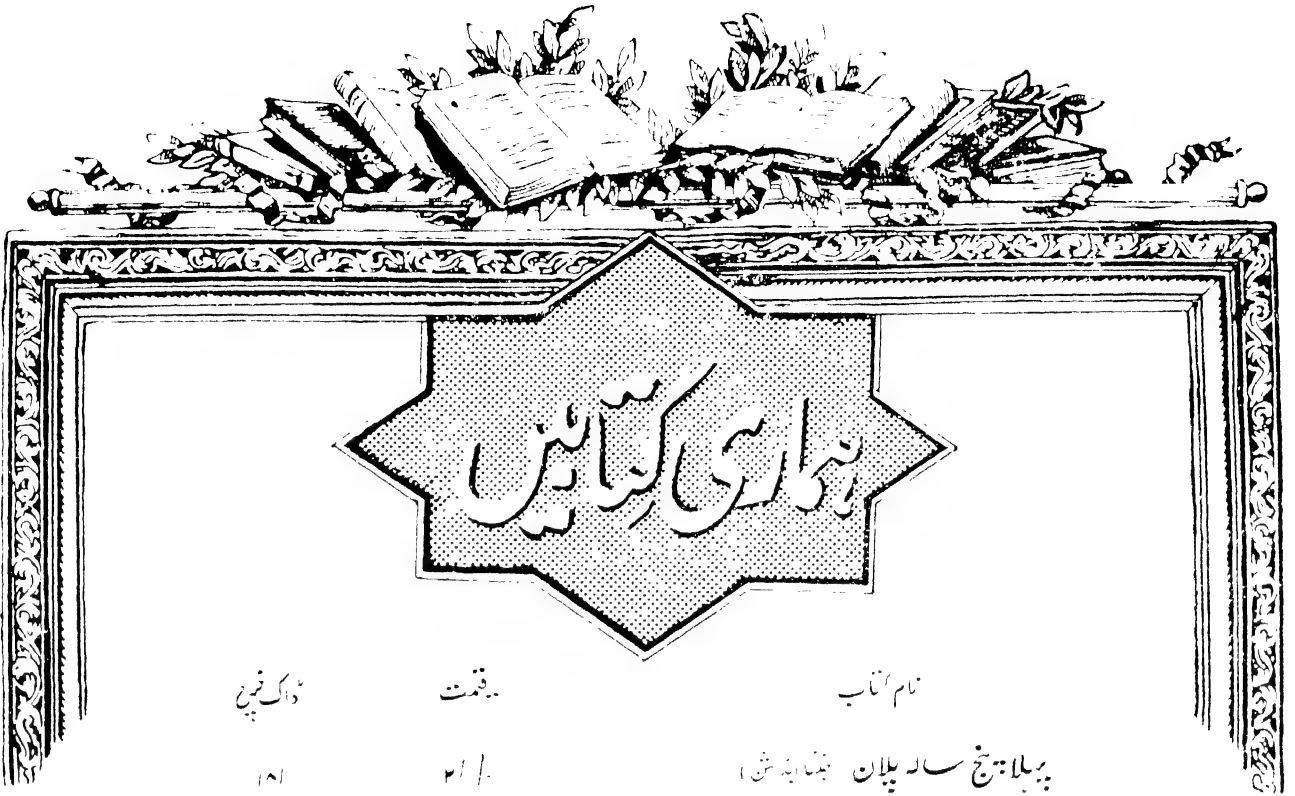 ہماری کتابیں
نام کتاب قیمت ڈاک خرچ
پہلا پنج سالہ پلان